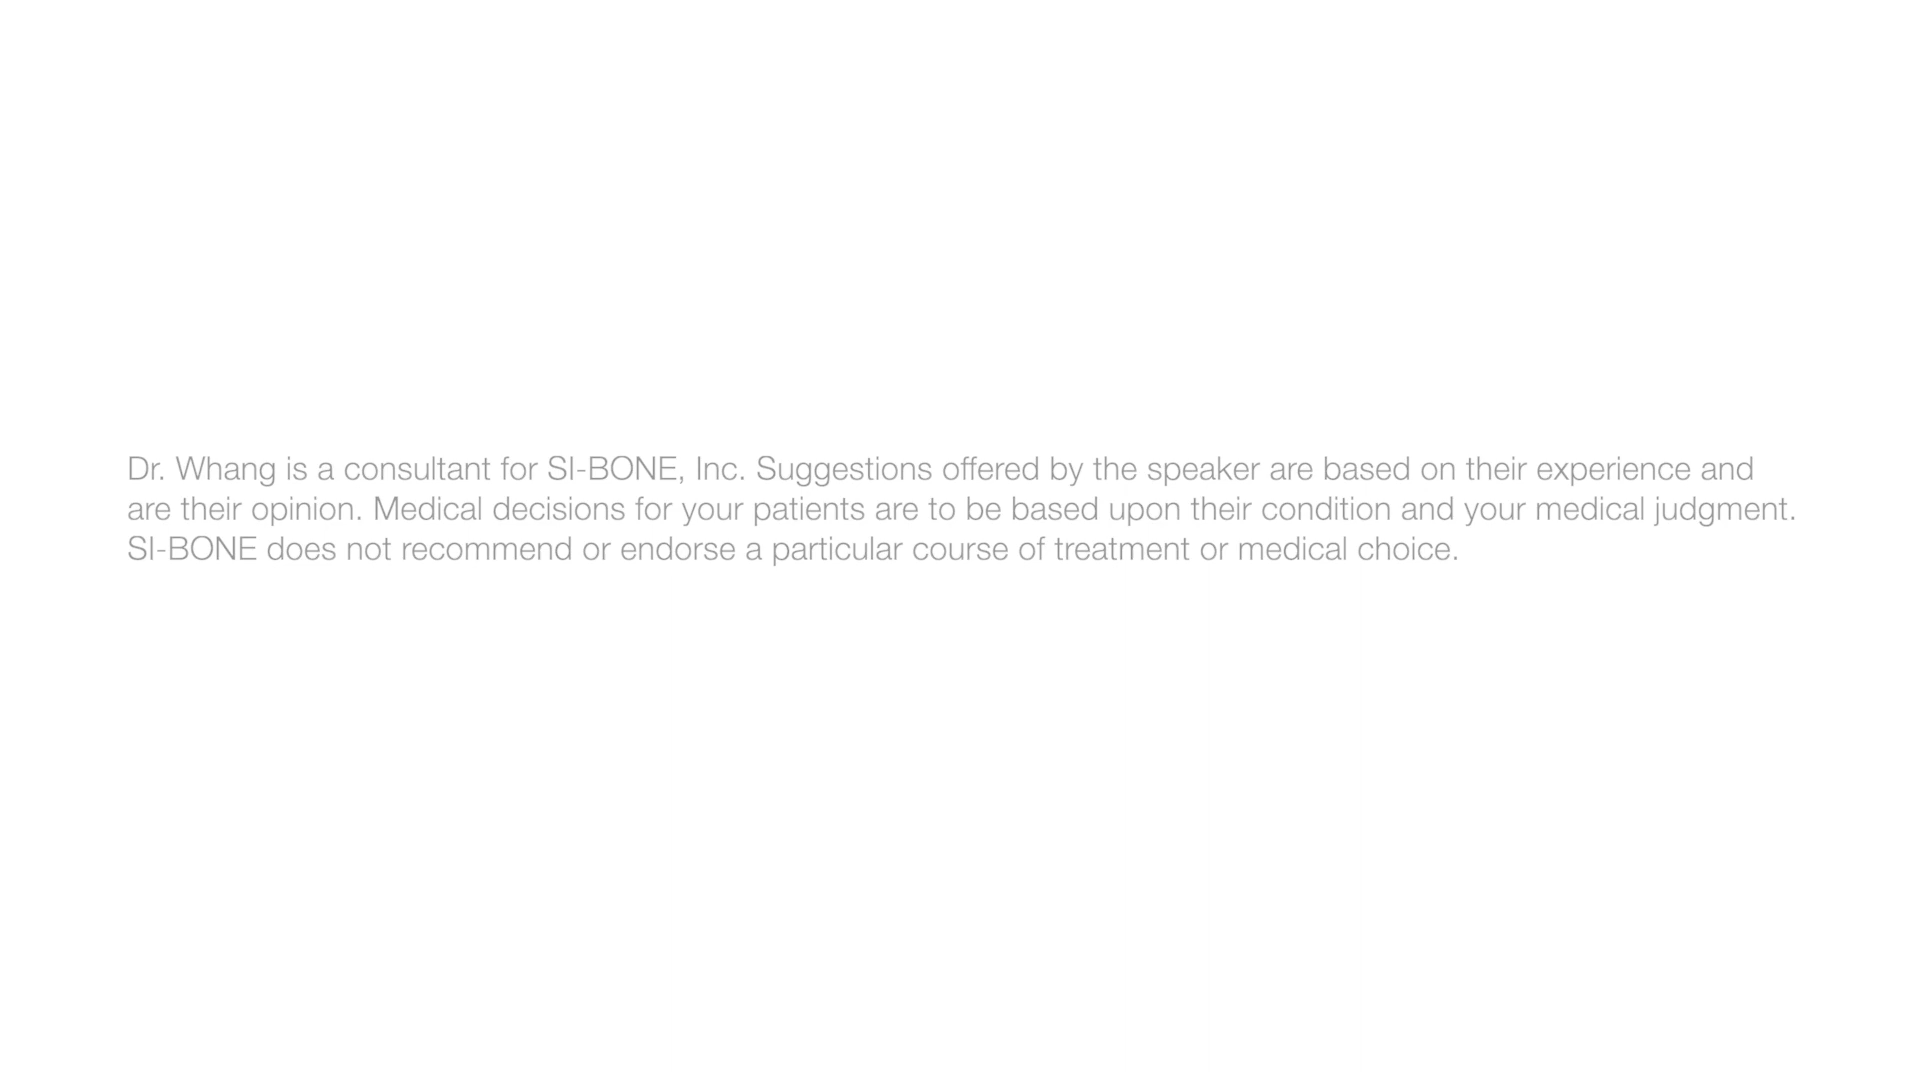 Dr. Whang is a consultant for SI-BONE, Inc. Suggestions offered by the speaker are based on their experience and
are their opinion. Medical decisions for your patients are to be based upon their condition and your medical judgment.
SI-BONE does not recommend or endorse a particular course of treatment or medical choice.